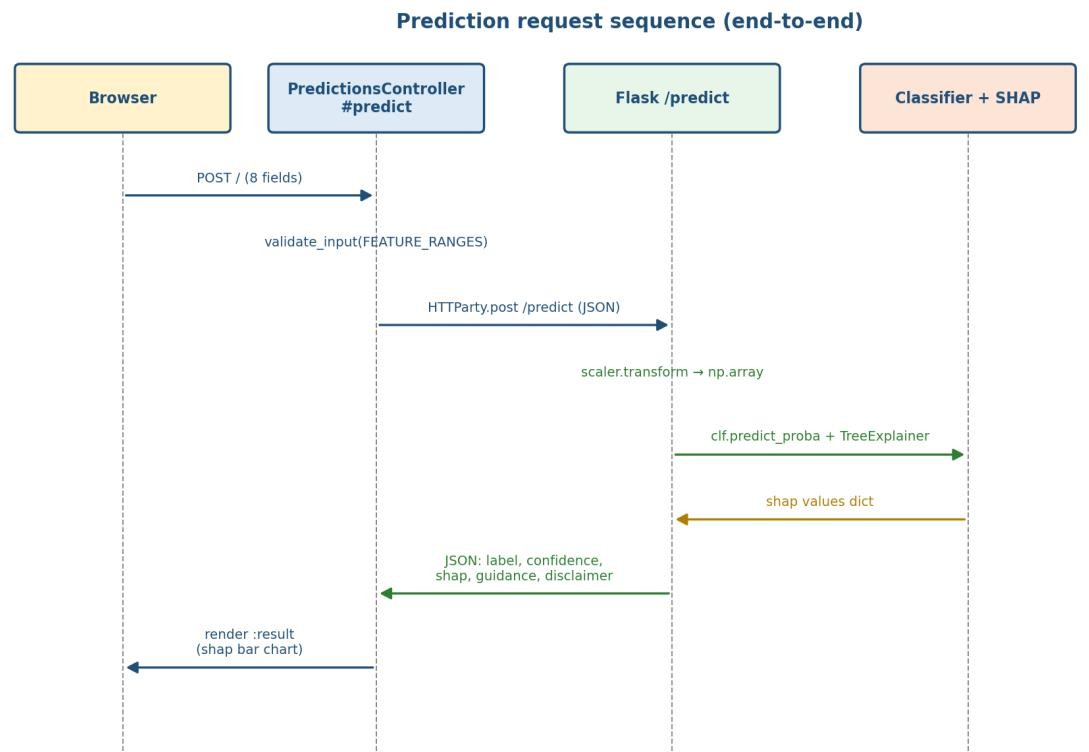 Prediction request sequence (end-to-end)
Browser
PredictionsController
#predict
Flask /predict
Classifier + SHAP
POST / (8 fields)
validate_input(FEATURE_RANGES)
HTTParty.post /predict (JSON)
scaler.transform → np.array
clf.predict_proba + TreeExplainer
shap values dict
JSON: label, confidence,
shap, guidance, disclaimer
render :result
(shap bar chart)